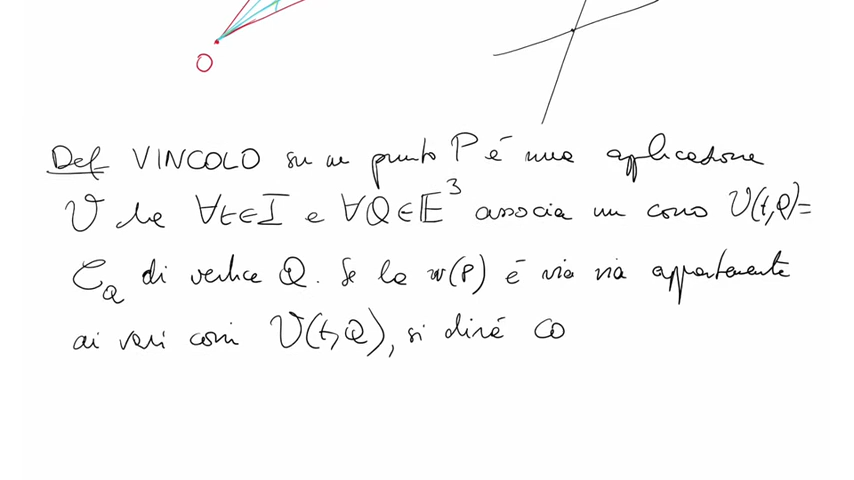 O
Def VINCOLO su un punto P è una applicazione
V che ∀t∈I e ∀Q∈E³ associa un cono V(t,Q)=
C_Q di vertice Q. Se la w(P) è via via appartenente
ai vari coni V(t,Q), si dirà co